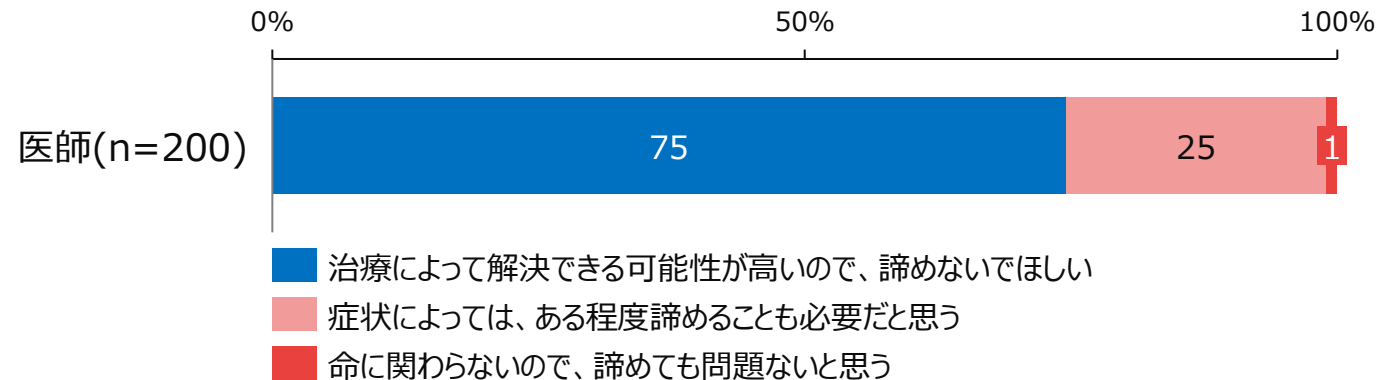 0% 50% 100%
医師(n=200) 75 25 1
治療によって解決できる可能性が高いので、諦めないでほしい
症状によっては、ある程度諦めることも必要だと思う
命に関わらないので、諦めても問題ないと思う